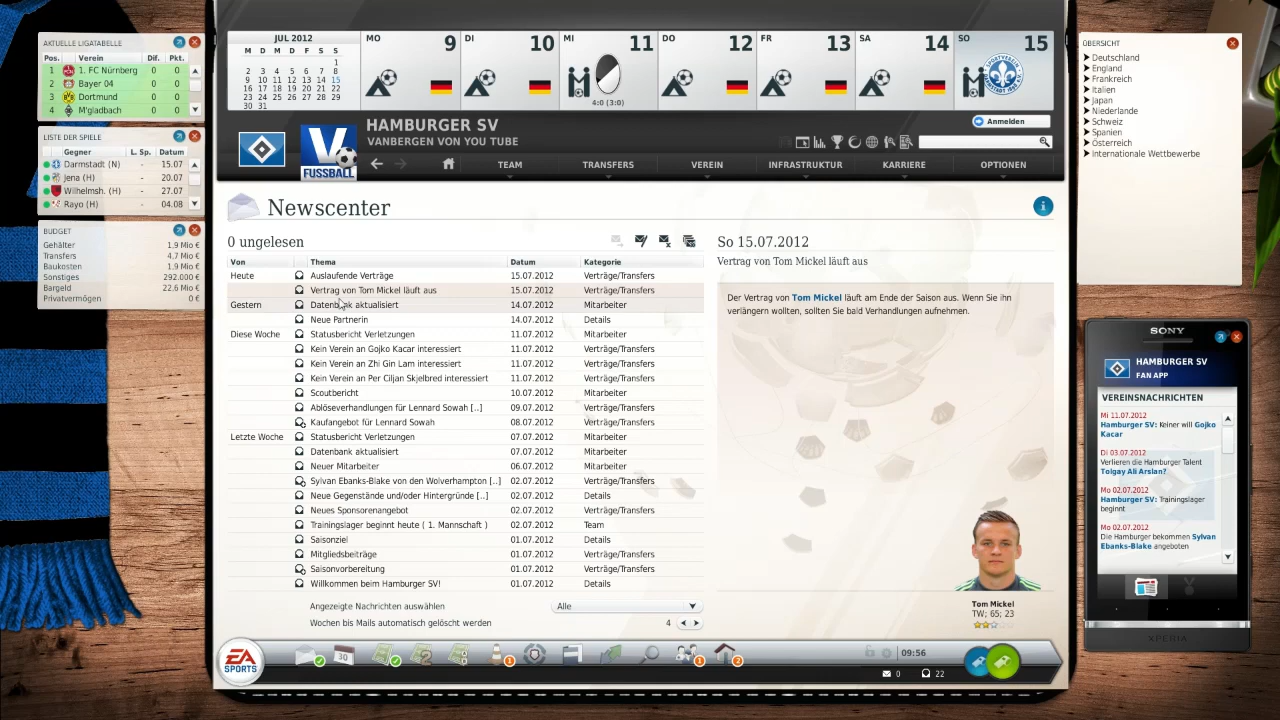 AKTUELLE LIGATABELLE
Pos. Verein Dif. Pkt.
1 1. FC Nürnberg 0 0
2 Bayer 04 0 0
3 Dortmund 0 0
4 M'gladbach 0 0
LISTE DER SPIELE
Gegner L. Sp. Datum
Darmstadt (N) - 15.07
Jena (H) - 20.07
Wilhelmsh. (H) - 27.07
Rayo (H) - 04.08
BUDGET
Gehälter 1,9 Mio €
Transfers 4,7 Mio €
Baukosten 1,9 Mio €
Sonstiges 292.000 €
Bargeld 22,6 Mio €
Privatvermögen 0 €
JUL 2012
M D M D F S S
1
2 3 4 5 6 7 8
9 10 11 12 13 14 15
16 17 18 19 20 21 22
23 24 25 26 27 28 29
30 31
MO 9
DI 10
MI 11
4:0 (3:0)
DO 12
FR 13
SA 14
SO 15
HAMBURGER SV
VANBERGEN VON YOU TUBE
Anmelden
V
FUSSBALL
TEAM TRANSFERS VEREIN INFRASTRUKTUR KARRIERE OPTIONEN
Newscenter
0 ungelesen
Von Thema Datum Kategorie
Heute Auslaufende Verträge 15.07.2012 Verträge/Transfers
Vertrag von Tom Mickel läuft aus 15.07.2012 Verträge/Transfers
Gestern Datenbank aktualisiert 14.07.2012 Mitarbeiter
Neue Partnerin 14.07.2012 Details
Diese Woche Statusbericht Verletzungen 11.07.2012 Mitarbeiter
Kein Verein an Gojko Kacar interessiert 11.07.2012 Verträge/Transfers
Kein Verein an Zhi Gin Lam interessiert 11.07.2012 Verträge/Transfers
Kein Verein an Per Ciljan Skjelbred interessiert 11.07.2012 Verträge/Transfers
Scoutbericht 10.07.2012 Mitarbeiter
Ablöseverhandlungen für Lennard Sowah [..] 09.07.2012 Verträge/Transfers
Kaufangebot für Lennard Sowah 08.07.2012 Verträge/Transfers
Letzte Woche Statusbericht Verletzungen 07.07.2012 Mitarbeiter
Datenbank aktualisiert 07.07.2012 Mitarbeiter
Neuer Mitarbeiter 06.07.2012 Mitarbeiter
Sylvan Ebanks-Blake von den Wolverhampton [..] 02.07.2012 Verträge/Transfers
Neue Gegenstände und/oder Hintergründe [..] 02.07.2012 Details
Neues Sponsorenangebot 02.07.2012 Verträge/Transfers
Trainingslager beginnt heute ( 1. Mannschaft ) 02.07.2012 Team
Saisonziel 01.07.2012 Details
Mitgliedsbeiträge 01.07.2012 Verträge/Transfers
Saisonvorbereitung 01.07.2012 Verträge/Transfers
Willkommen beim Hamburger SV! 01.07.2012 Details
Angezeigte Nachrichten auswählen Alle
Wochen bis Mails automatisch gelöscht werden 4
So 15.07.2012
Vertrag von Tom Mickel läuft aus
Der Vertrag von Tom Mickel läuft am Ende der Saison aus. Wenn Sie ihn
verlängern wollten, sollten Sie bald Verhandlungen aufnehmen.
Tom Mickel
TW; 65; 23
EA
SPORTS
30
2
1
1
2
09:56
0 22
ÜBERSICHT
Deutschland
England
Frankreich
Italien
Japan
Niederlande
Schweiz
Spanien
Österreich
Internationale Wettbewerbe
SONY
HAMBURGER SV
FAN APP
VEREINSNACHRICHTEN
Mi 11.07.2012
Hamburger SV: Keiner will Gojko
Kacar
Di 03.07.2012
Verlieren die Hamburger Talent
Tolgay Ali Arslan?
Mo 02.07.2012
Hamburger SV: Trainingslager
beginnt
Mo 02.07.2012
Die Hamburger bekommen Sylvan
Ebanks-Blake angeboten
XPERIA